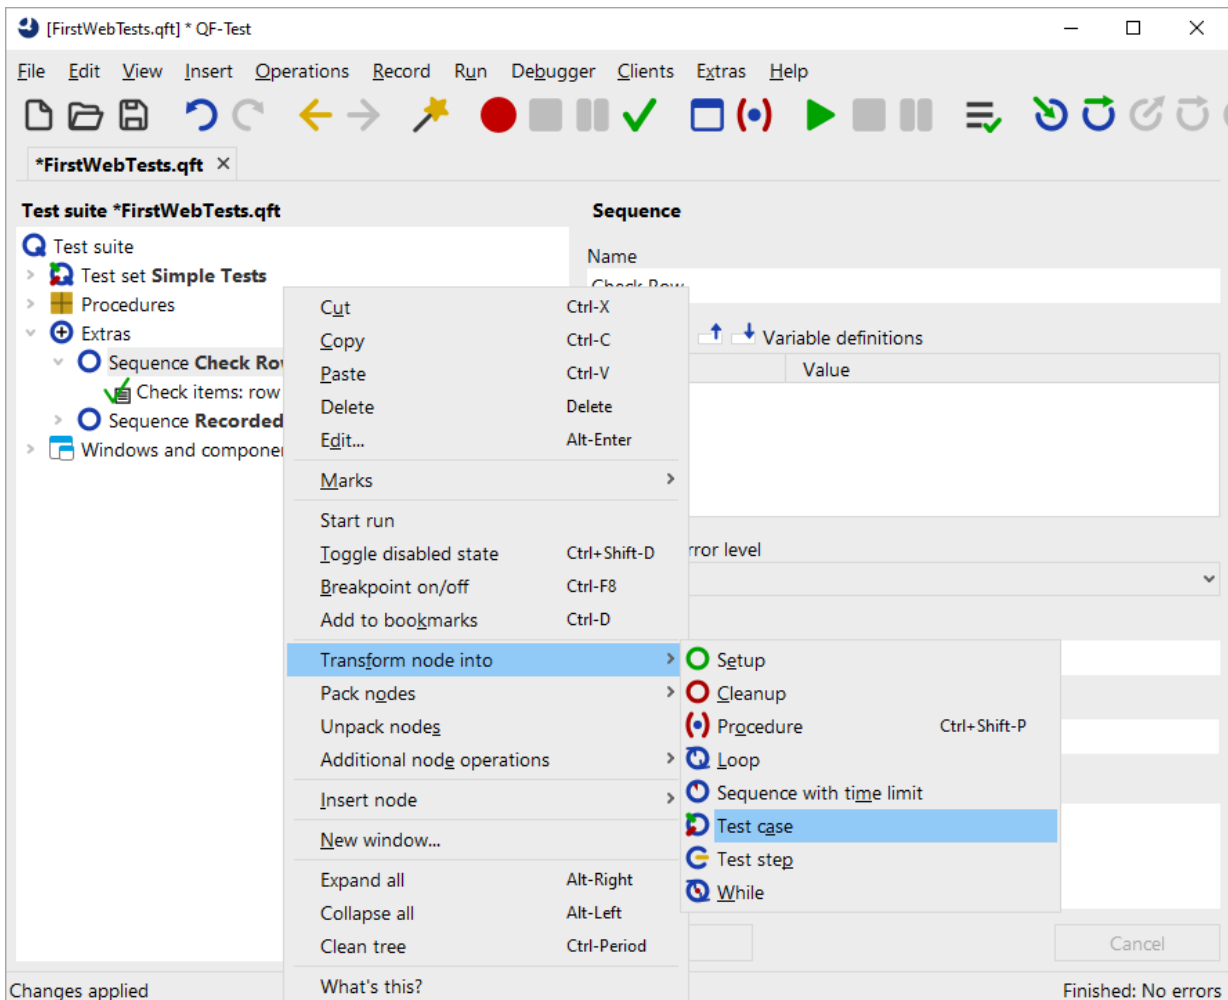 [FirstWebTests.qft] * QF-Test
File Edit View Insert Operations Record Run Debugger Clients Extras Help
*FirstWebTests.qft
Test suite *FirstWebTests.qft
Test suite
Test set Simple Tests
Procedures
Extras
Sequence Check
Check items: row
Sequence Recorded
Windows and
Sequence
Name
Check Row
Variable definitions
Value
level
Cut Ctrl-X
Copy Ctrl-C
Paste Ctrl-V
Delete Delete
Edit... Alt-Enter
Marks
Start run
Toggle disabled state Ctrl+Shift-D
Breakpoint on/off Ctrl-F8
Add to bookmarks Ctrl-D
Transform node into
Pack nodes
Unpack nodes
Additional node operations
Insert node
New window...
Expand all Alt-Right
Collapse all Alt-Left
Clean tree Ctrl-Period
What's this?
Setup
Cleanup
Procedure Ctrl+Shift-P
Loop
Sequence with time limit
Test case
Test step
While
Cancel
Changes applied
Finished: No errors